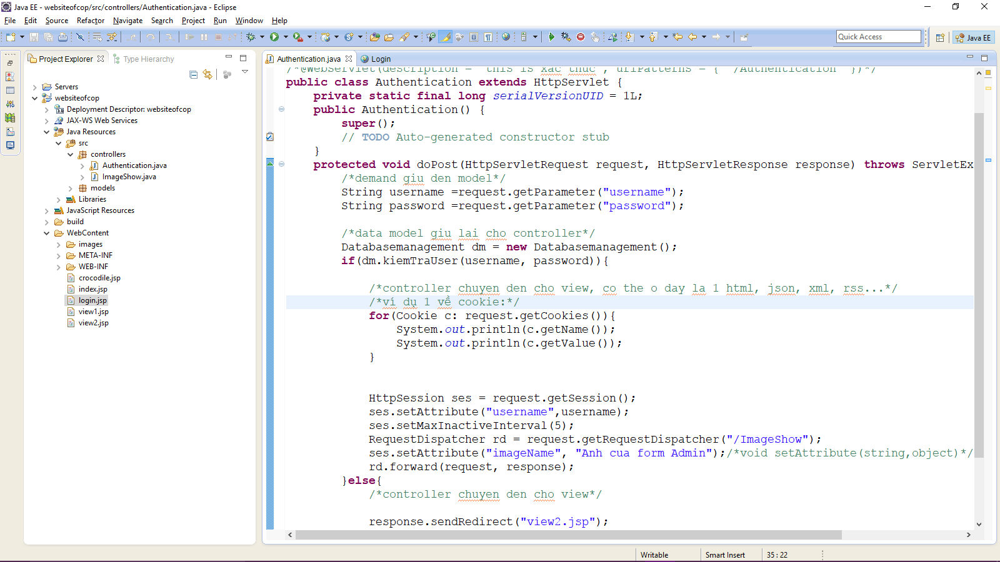 Java EE - websiteofcop/src/controllers/Authentication.java - Eclipse
File Edit Source Refactor Navigate Search Project Run Window Help
Quick Access
Java EE
Project Explorer
Type Hierarchy
Servers
websiteofcop
Deployment Descriptor: websiteofcop
JAX-WS Web Services
Java Resources
src
controllers
Authentication.java
ImageShow.java
models
Libraries
JavaScript Resources
build
WebContent
images
META-INF
WEB-INF
crocodile.jsp
index.jsp
login.jsp
view1.jsp
view2.jsp
Authentication.java
Login
/*@WebServlet(description = "this is xac thuc", urlPatterns = { "/Authentication" })*/
public class Authentication extends HttpServlet {
private static final long serialVersionUID = 1L;
public Authentication() {
super();
// TODO Auto-generated constructor stub
}
protected void doPost(HttpServletRequest request, HttpServletResponse response) throws ServletEx
/*demand giu den model*/
String username =request.getParameter("username");
String password =request.getParameter("password");
/*data model giu lai cho controller*/
Databasemanagement dm = new Databasemanagement();
if(dm.kiemTraUser(username, password)){
/*controller chuyen den cho view, co the o day la 1 html, json, xml, rss...*/
/*ví dụ 1 về cookie:*/
for(Cookie c: request.getCookies()){
System.out.println(c.getName());
System.out.println(c.getValue());
}
HttpSession ses = request.getSession();
ses.setAttribute("username",username);
ses.setMaxInactiveInterval(5);
RequestDispatcher rd = request.getRequestDispatcher("/ImageShow");
ses.setAttribute("imageName", "Anh cua form Admin");/*void setAttribute(string,object)*/
rd.forward(request, response);
}else{
/*controller chuyen den cho view*/
response.sendRedirect("view2.jsp");
Writable
Smart Insert
35 : 22